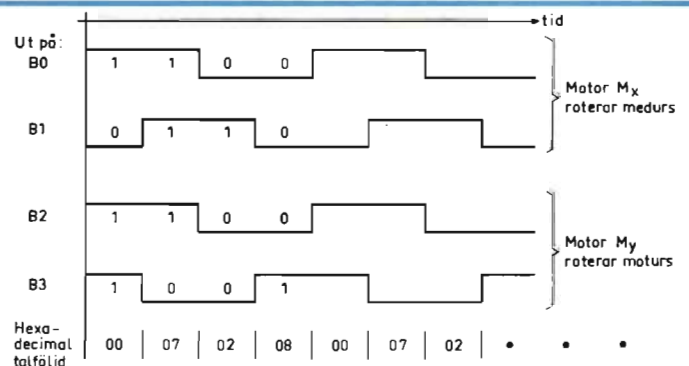 tid
Ut på:
B0 1 1 0 0
Motor Mx
roterar medurs
B1 0 1 1 0
B2 1 1 0 0
Motor My
roterar moturs
B3 1 0 0 1
Hexa-
decimal
talföljd
00 07 02 08 00 07 02 • • •